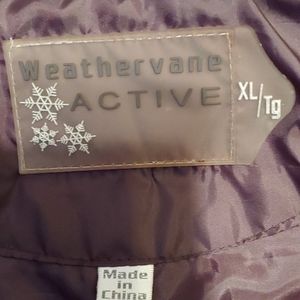 Weathervane
ACTIVE
XL/Tg
Made in
China